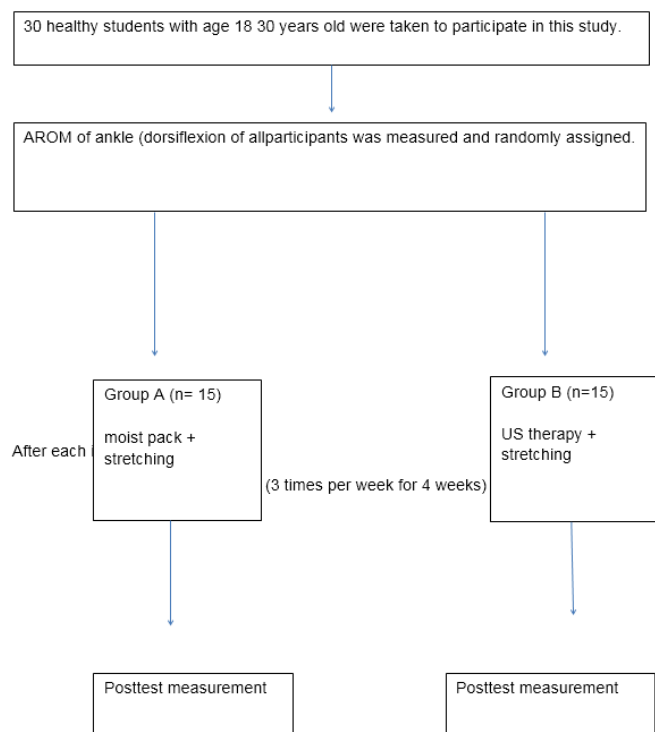 30 healthy students with age 18 30 years old were taken to participate in this study.
AROM of ankle (dorsiflexion of allparticipants was measured and randomly assigned.
Group A (n= 15)
moist pack +
stretching
After each
(3 times per week for 4 weeks)
Group B (n=15)
US therapy +
stretching
Posttest measurement
Posttest measurement